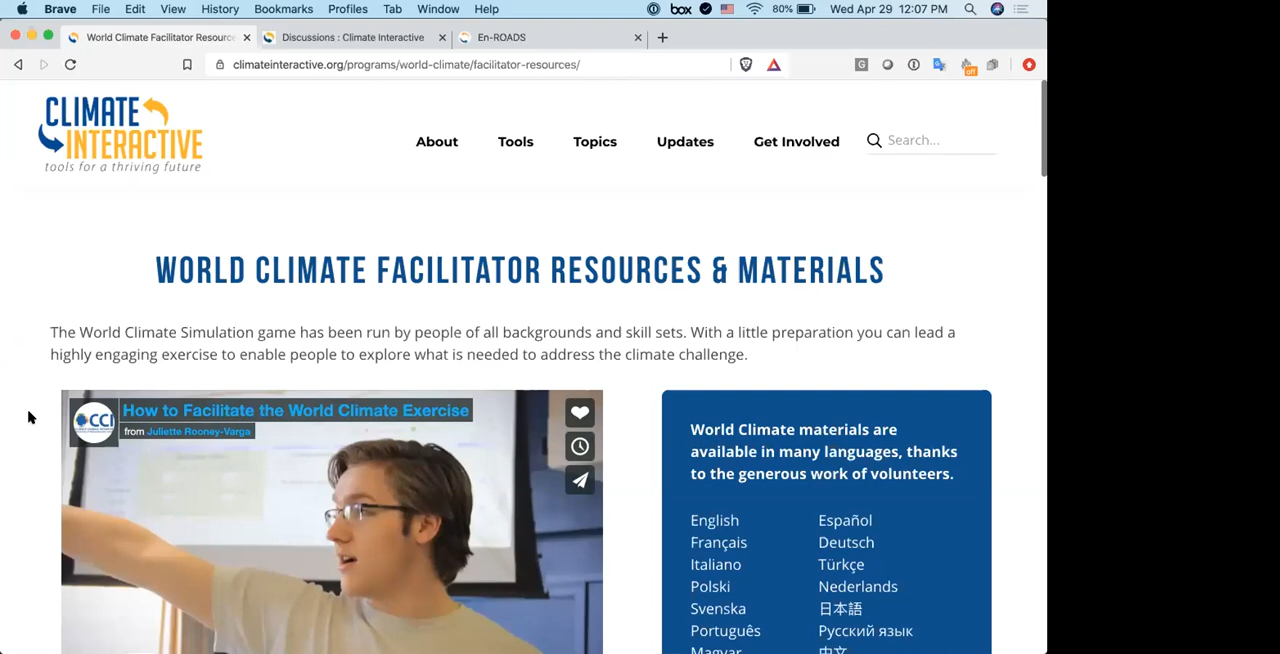 Brave File Edit View History Bookmarks Profiles Tab Window Help box 80% Wed Apr 29 12:07 PM
World Climate Facilitator Resourc Discussions : Climate Interactive En-ROADS
climateinteractive.org/programs/world-climate/facilitator-resources/
off
CLIMATE
INTERACTIVE
tools for a thriving future
About Tools Topics Updates Get Involved Search...
WORLD CLIMATE FACILITATOR RESOURCES & MATERIALS
The World Climate Simulation game has been run by people of all backgrounds and skill sets. With a little preparation you can lead a
highly engaging exercise to enable people to explore what is needed to address the climate challenge.
CCI
How to Facilitate the World Climate Exercise
from Juliette Rooney-Varga
World Climate materials are
available in many languages, thanks
to the generous work of volunteers.
English Español
Français Deutsch
Italiano Türkçe
Polski Nederlands
Svenska 日本語
Português Русский язык
Magyar 中文